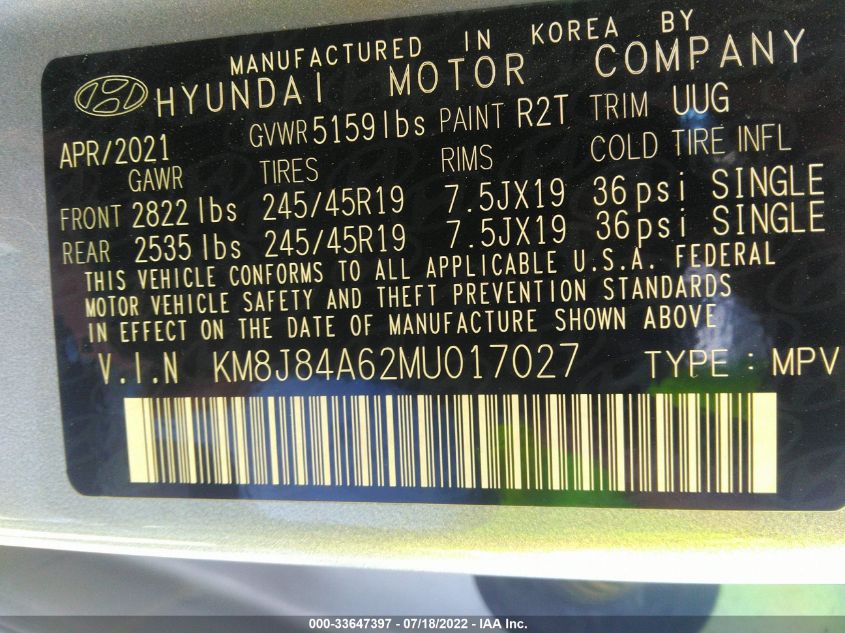 MANUFACTURED IN KOREA BY
HYUNDAI MOTOR COMPANY
APR/2021 GVWR 5159lbs PAINT R2T TRIM UUG
GAWR TIRES RIMS COLD TIRE INFL
FRONT 2822lbs 245/45R19 7.5JX19 36psi SINGLE
REAR 2535lbs 245/45R19 7.5JX19 36psi SINGLE
THIS VEHICLE CONFORMS TO ALL APPLICABLE U.S.A. FEDERAL
MOTOR VEHICLE SAFETY AND THEFT PREVENTION STANDARDS
IN EFFECT ON THE DATE OF MANUFACTURE SHOWN ABOVE
V.I.N KM8J84A62MU017027 TYPE : MPV
000-33647397 - 07/18/2022 - IAA Inc.